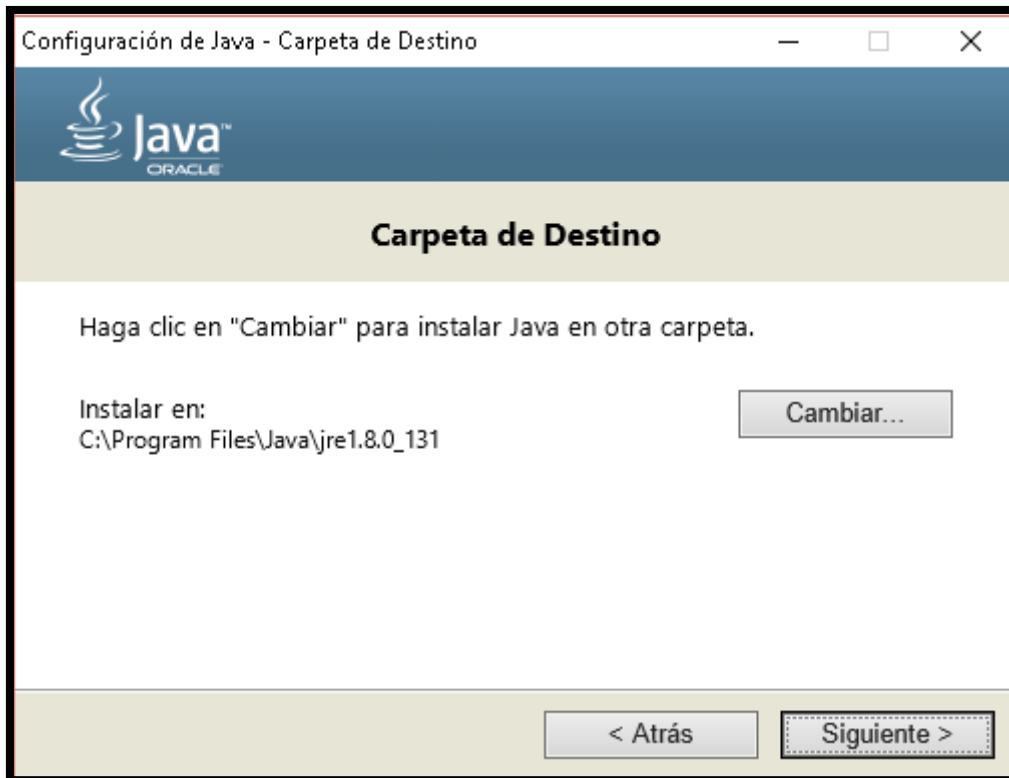 Configuración de Java - Carpeta de Destino
Java™
ORACLE
Carpeta de Destino
Haga clic en "Cambiar" para instalar Java en otra carpeta.
Instalar en:
Cambiar...
C:\Program Files\Java\jre1.8.0_131
< Atrás
Siguiente >